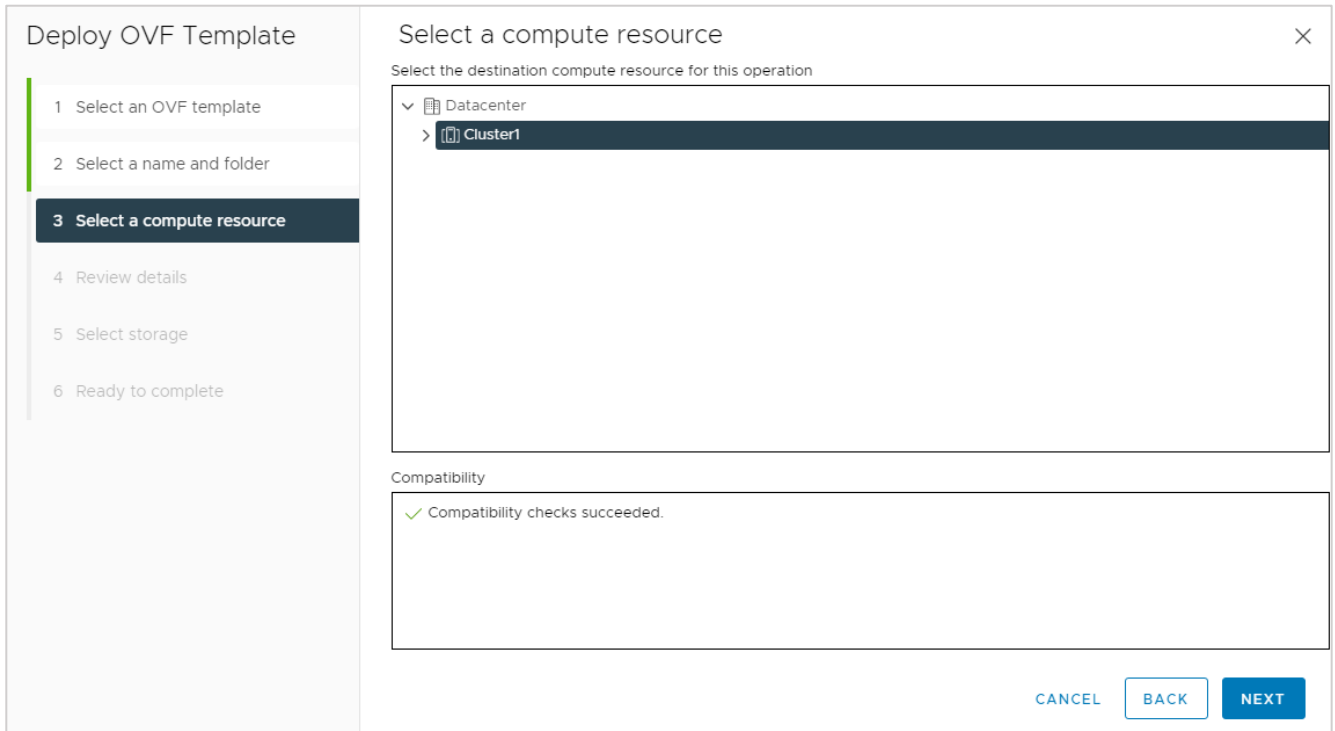 Deploy OVF Template
1 Select an OVF template
2 Select a name and folder
3 Select a compute resource
4 Review details
5 Select storage
6 Ready to complete
Select a compute resource
Select the destination compute resource for this operation
Datacenter
Cluster1
Compatibility
Compatibility checks succeeded.
CANCEL BACK NEXT